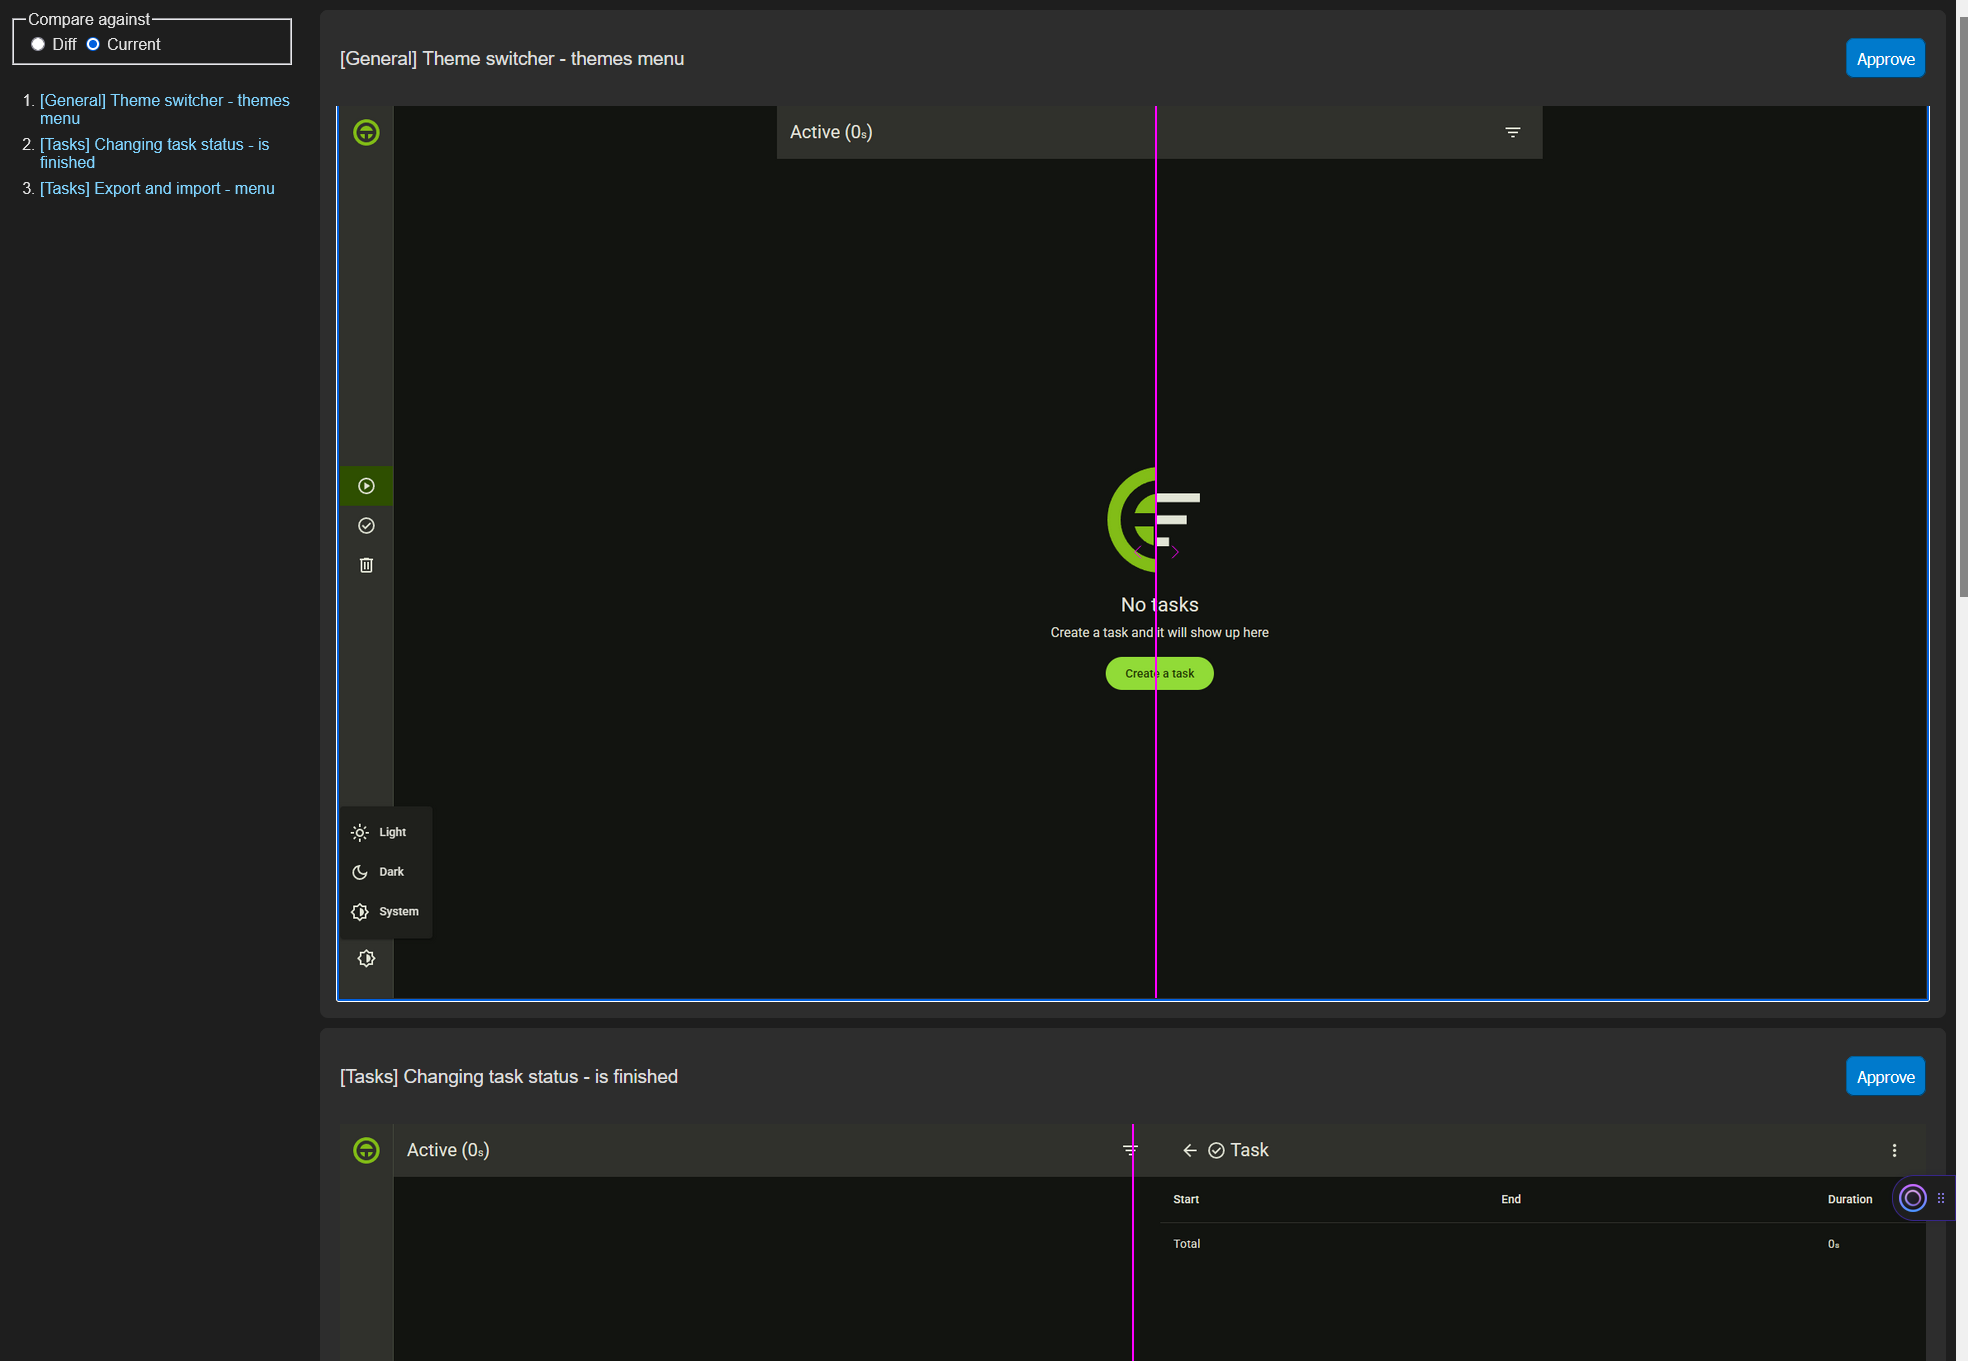 Compare against
Diff
Current
1. [General] Theme switcher - themes
menu
2. [Tasks] Changing task status - is
finished
3. [Tasks] Export and import - menu
[General] Theme switcher - themes menu
Approve
Active (0s)
No tasks
Create a task and it will show up here
Create a task
Light
Dark
System
[Tasks] Changing task status - is finished
Approve
Active (0s)
Task
Start End Duration
Total 0s